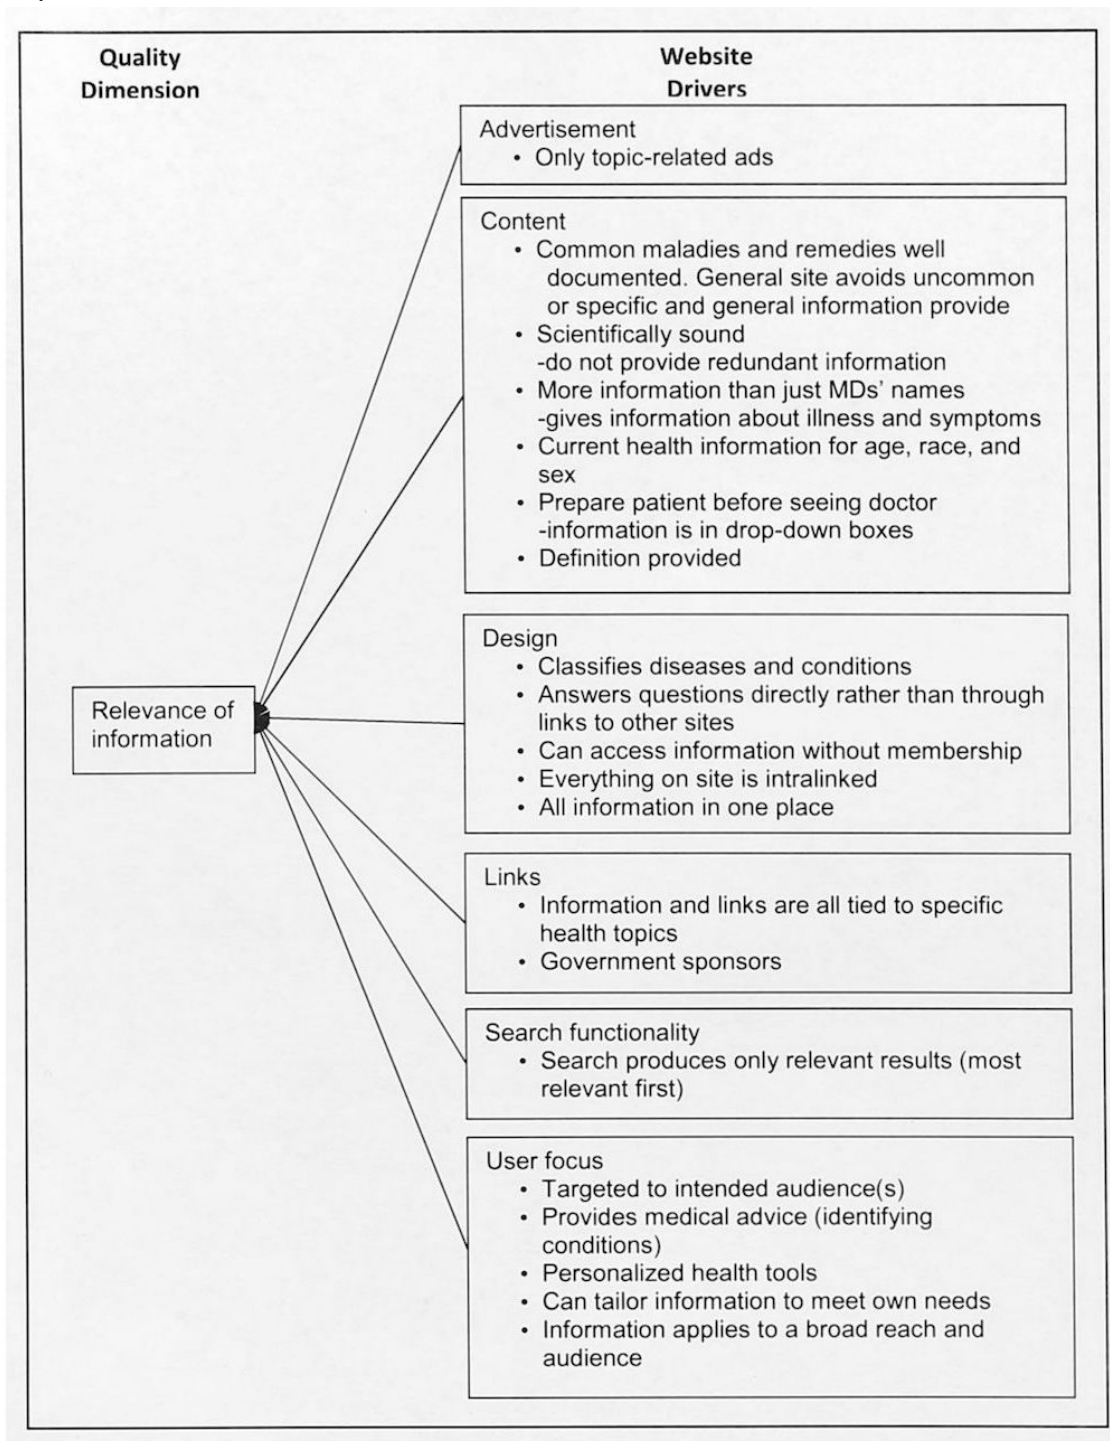 Quality
Dimension
Website
Drivers
Advertisement
• Only topic-related ads
Content
• Common maladies and remedies well
documented. General site avoids uncommon
or specific and general information provide
• Scientifically sound
-do not provide redundant information
• More information than just MDs' names
-gives information about illness and symptoms
• Current health information for age, race, and
sex
• Prepare patient before seeing doctor
-information is in drop-down boxes
• Definition provided
Design
• Classifies diseases and conditions
• Answers questions directly rather than through
links to other sites
• Can access information without membership
• Everything on site is intralinked
• All information in one place
Relevance of
information
Links
• Information and links are all tied to specific
health topics
• Government sponsors
Search functionality
• Search produces only relevant results (most
relevant first)
User focus
• Targeted to intended audience(s)
• Provides medical advice (identifying
conditions)
• Personalized health tools
• Can tailor information to meet own needs
• Information applies to a broad reach and
audience